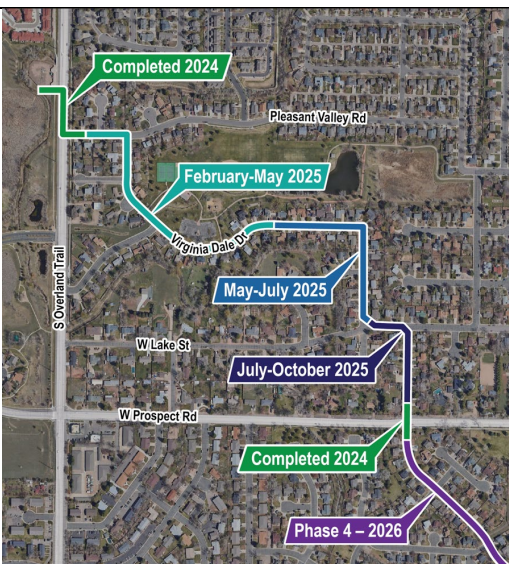 Completed 2024
Pleasant Valley Rd
February-May 2025
Virginia Dale Dr
S Overland Trail
May-July 2025
W Lake St
July-October 2025
W Prospect Rd
Completed 2024
Phase 4 – 2026